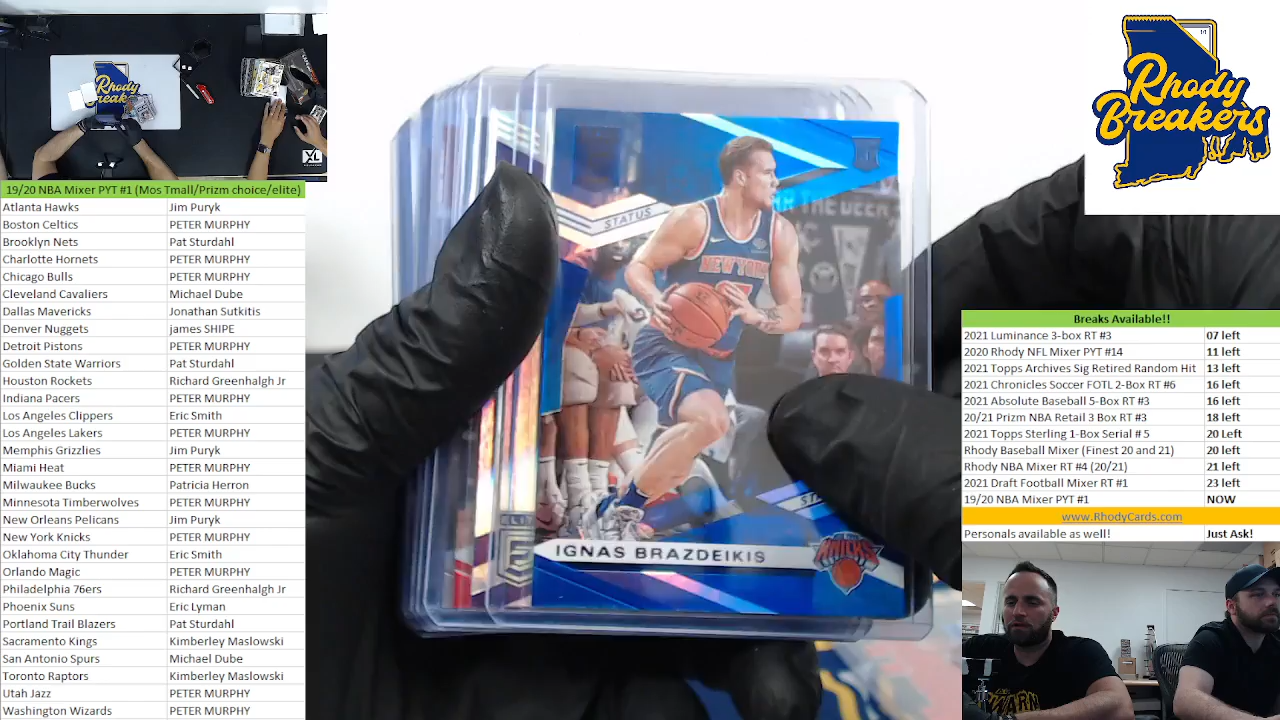 Rhody
Breakers
XL
19/20 NBA Mixer PYT #1 (Mos Tmall/Prizm choice/elite)
Atlanta Hawks Jim Puryk
Boston Celtics PETER MURPHY
Brooklyn Nets Pat Sturdahl
Charlotte Hornets PETER MURPHY
Chicago Bulls PETER MURPHY
Cleveland Cavaliers Michael Dube
Dallas Mavericks Jonathan Sutkitis
Denver Nuggets james SHIPE
Detroit Pistons PETER MURPHY
Golden State Warriors Pat Sturdahl
Houston Rockets Richard Greenhalgh Jr
Indiana Pacers PETER MURPHY
Los Angeles Clippers Eric Smith
Los Angeles Lakers PETER MURPHY
Memphis Grizzlies Jim Puryk
Miami Heat PETER MURPHY
Milwaukee Bucks Patricia Herron
Minnesota Timberwolves PETER MURPHY
New Orleans Pelicans Jim Puryk
New York Knicks PETER MURPHY
Oklahoma City Thunder Eric Smith
Orlando Magic PETER MURPHY
Philadelphia 76ers Richard Greenhalgh Jr
Phoenix Suns Eric Lyman
Portland Trail Blazers Pat Sturdahl
Sacramento Kings Kimberley Maslowski
San Antonio Spurs Michael Dube
Toronto Raptors Kimberley Maslowski
Utah Jazz PETER MURPHY
Washington Wizards PETER MURPHY
STATUS
NEW YORK
IGNAS BRAZDEIKIS
KNICKS
1/1
Rhody
Breakers
Breaks Available!!
2021 Luminance 3-box RT #3 07 left
2020 Rhody NFL Mixer PYT #14 11 left
2021 Topps Archives Sig Retired Random Hit 13 left
2021 Chronicles Soccer FOTL 2-Box RT #6 16 left
2021 Absolute Baseball 5-Box RT #3 16 left
20/21 Prizm NBA Retail 3 Box RT #3 18 left
2021 Topps Sterling 1-Box Serial # 5 20 Left
Rhody Baseball Mixer (Finest 20 and 21) 20 left
Rhody NBA Mixer RT #4 (20/21) 21 left
2021 Draft Football Mixer RT #1 23 left
19/20 NBA Mixer PYT #1 NOW
www.RhodyCards.com
Personals available as well! Just Ask!